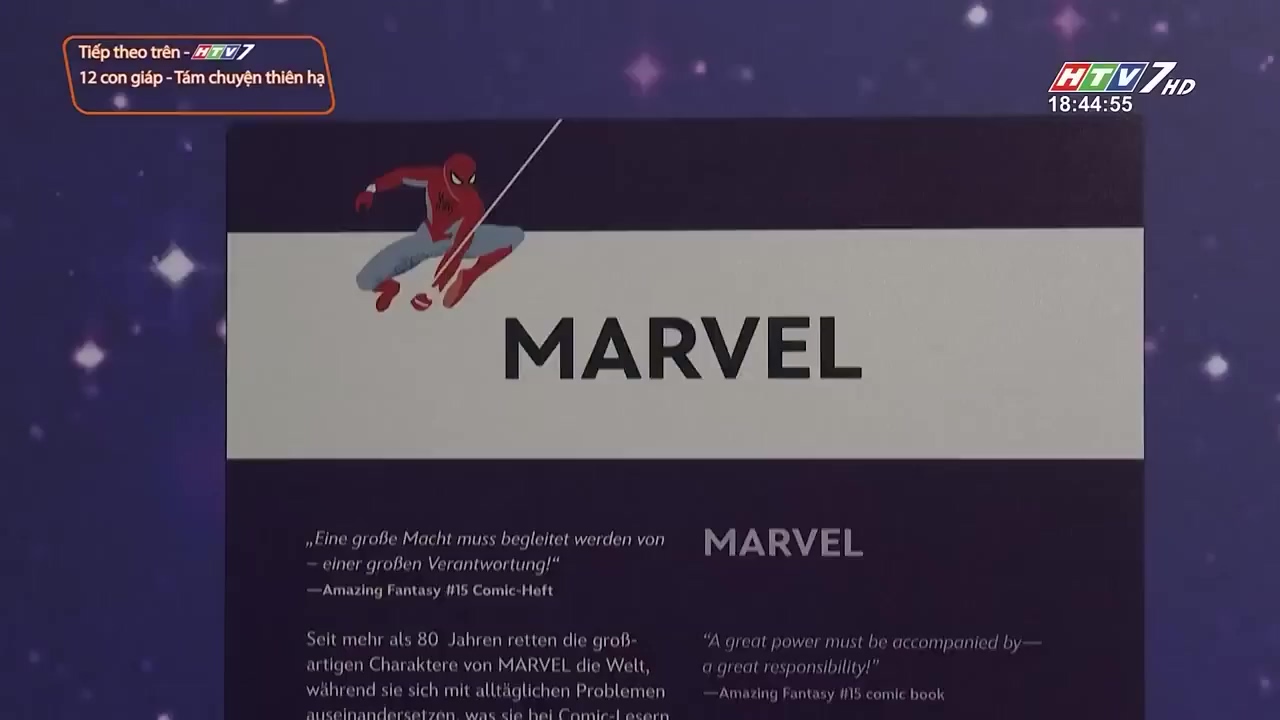 Tiếp theo trên - HTV7
12 con giáp - Tám chuyện thiên hạ
HTV7 HD
18:44:55
MARVEL
„Eine große Macht muss begleitet werden von
– einer großen Verantwortung!“
—Amazing Fantasy #15 Comic-Heft
Seit mehr als 80 Jahren retten die groß-
artigen Charaktere von MARVEL die Welt,
während sie sich mit alltäglichen Problemen
auseinandersetzen, was sie bei Comic-Lesern
MARVEL
“A great power must be accompanied by—
a great responsibility!”
—Amazing Fantasy #15 comic book